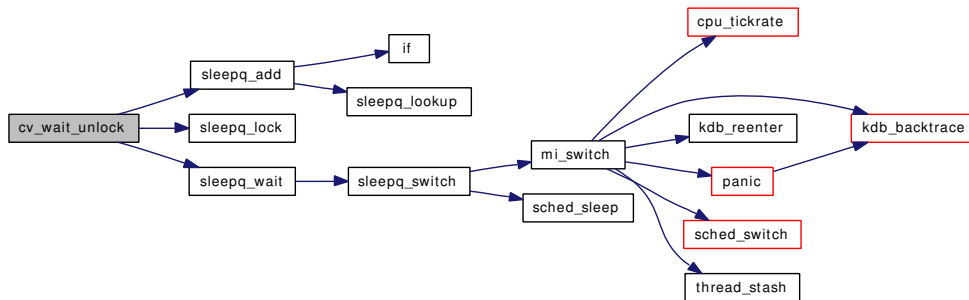 cv_wait_unlock
sleepq_add
sleepq_lock
sleepq_wait
if
sleepq_lookup
sleepq_switch
mi_switch
sched_sleep
cpu_tickrate
kdb_reenter
panic
sched_switch
thread_stash
kdb_backtrace